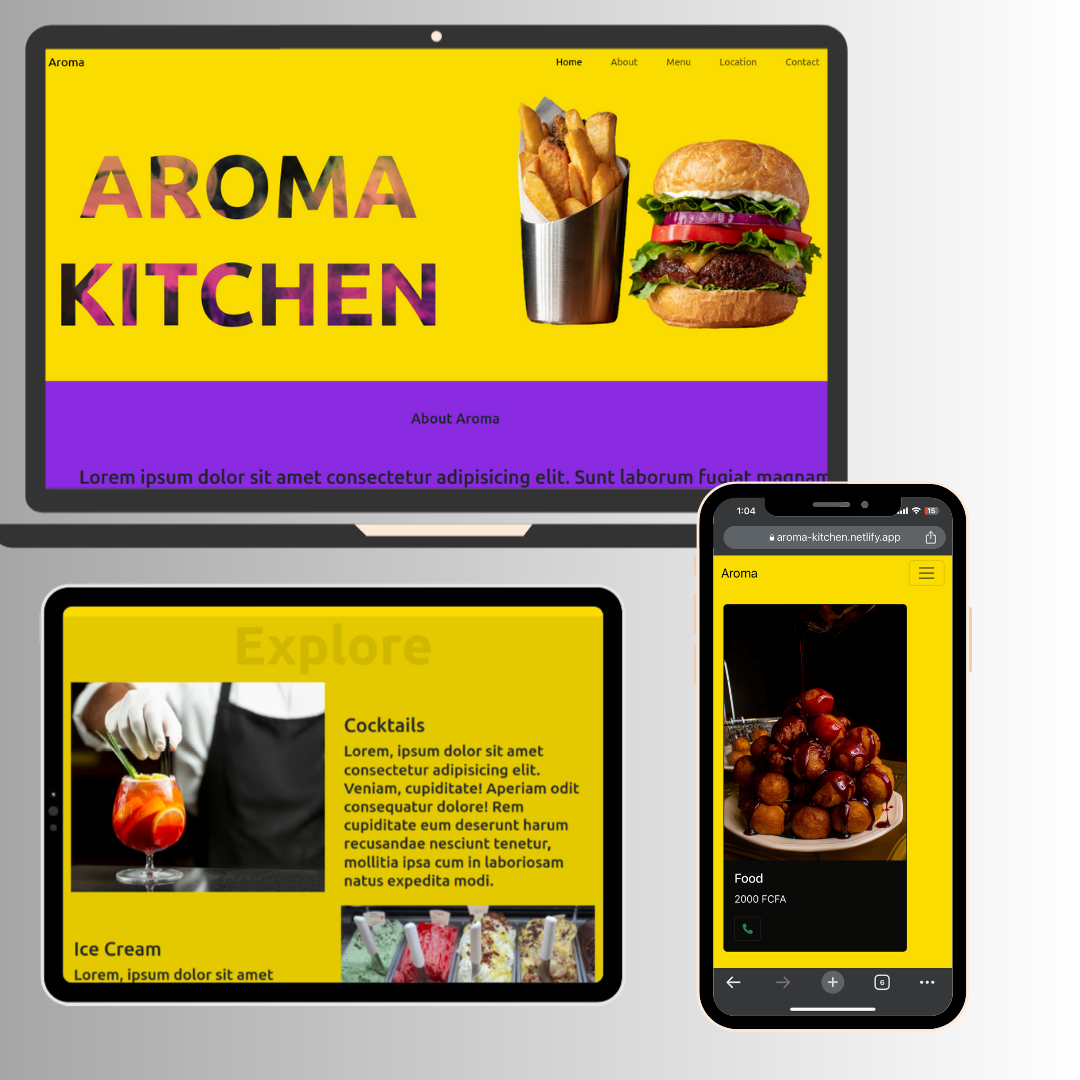 Aroma
Home About Menu Location Contact
AROMA
KITCHEN
About Aroma
Lorem ipsum dolor sit amet consectetur adipisicing elit. Sunt laborum fugiat magnam
Explore
Cocktails
Lorem, ipsum dolor sit amet
consectetur adipisicing elit.
Veniam, cupiditate! Aperiam odit
consequatur dolore! Rem
cupiditate eum deserunt harum
recusandae nesciunt tenetur,
mollitia ipsa cum in laboriosam
natus expedita modi.
Ice Cream
Lorem, ipsum dolor sit amet
1:04
15
aroma-kitchen.netlify.app
Aroma
Food
2000 FCFA
6